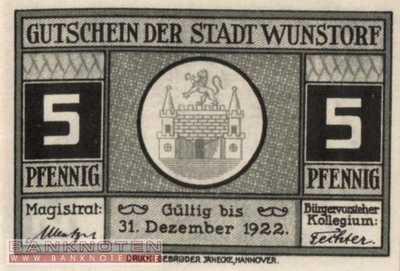 GUTSCHEIN DER STADT WUNSTORF
5 5
PFENNIG PFENNIG
Magistrat: Gültig bis Bürgervorsteher
31. Dezember 1922. Kollegium:
Fechter.
BANKNOTEN
DRUCK: GEBRÜDER JÄNECKE, HANNOVER.